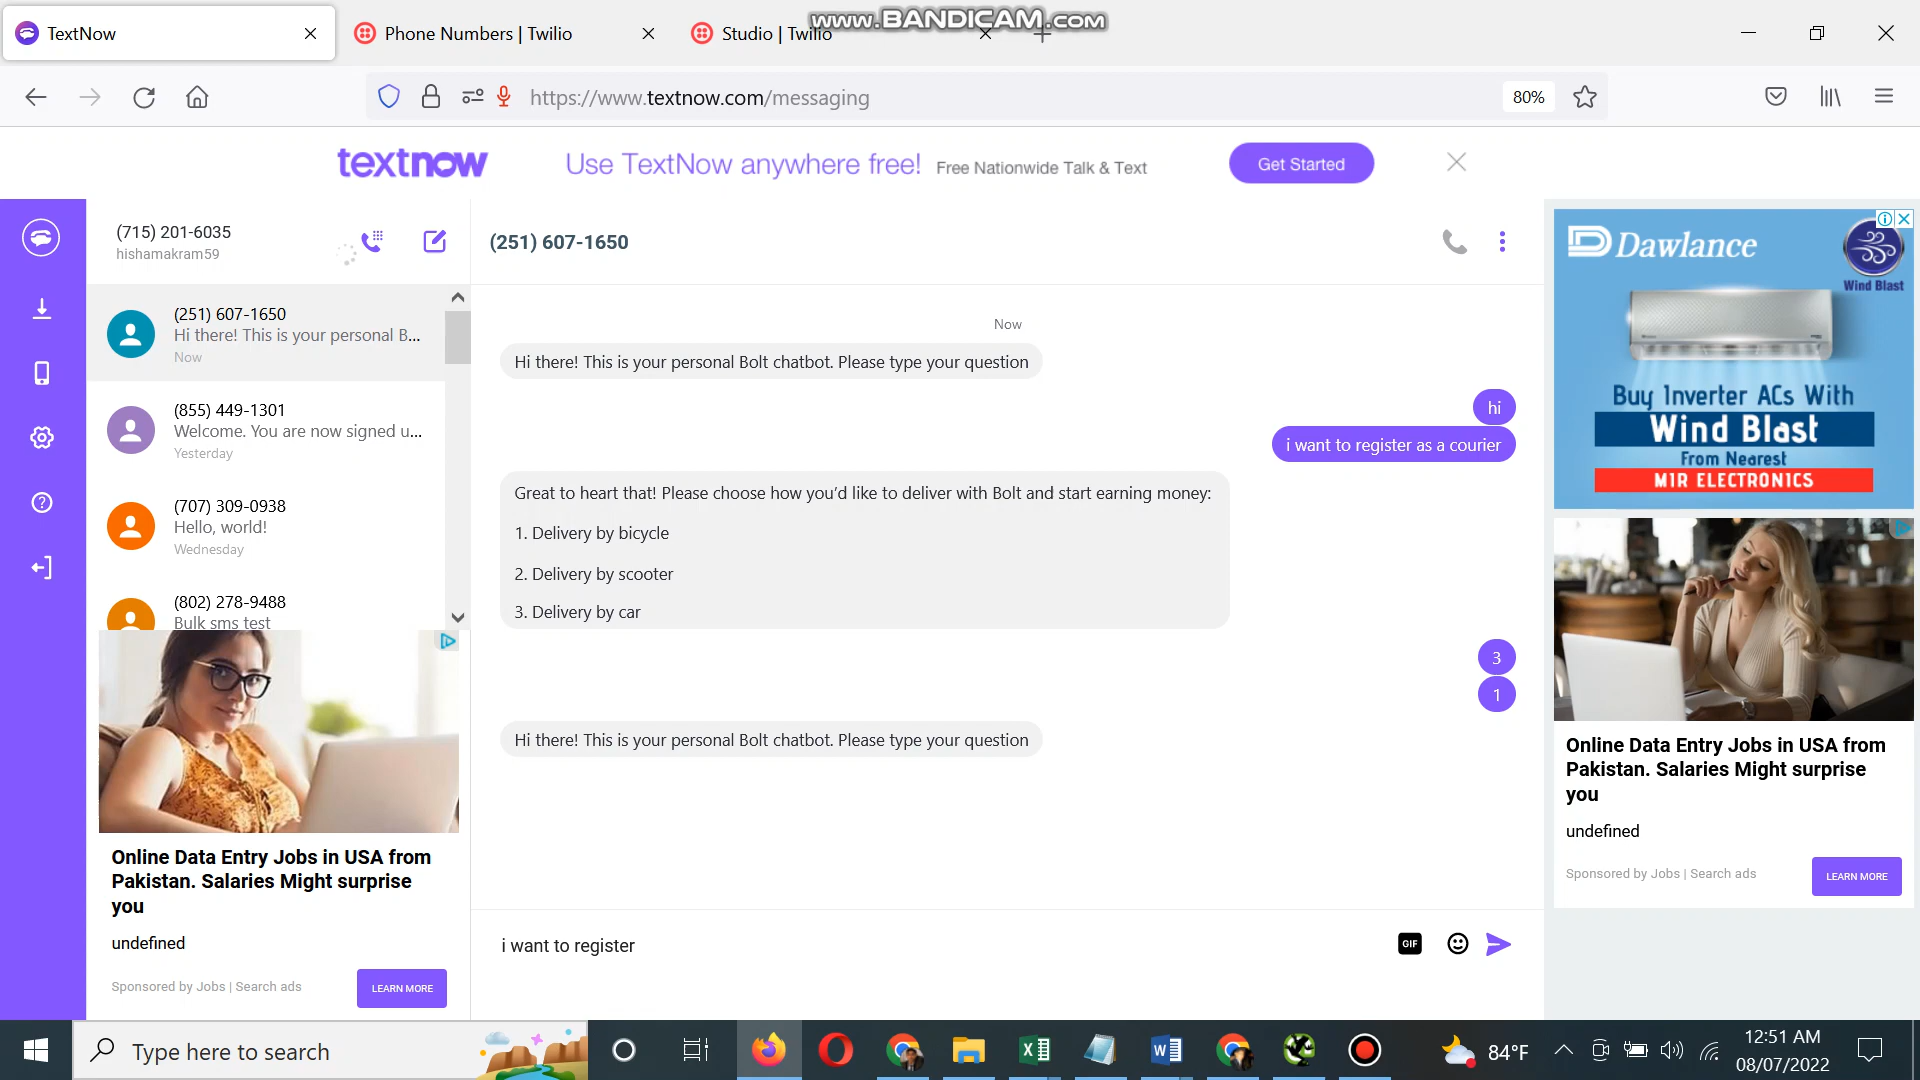 www.BANDICAM.com
TextNow
Phone Numbers | Twilio
Studio | Twilio
https://www.textnow.com/messaging
80%
textnow
Use TextNow anywhere free! Free Nationwide Talk & Text
Get Started
(715) 201-6035
hishamakram59
(251) 607-1650
Hi there! This is your personal B...
Now
(855) 449-1301
Welcome. You are now signed u...
Yesterday
(707) 309-0938
Hello, world!
Wednesday
(802) 278-9488
Bulk sms test
Online Data Entry Jobs in USA from
Pakistan. Salaries Might surprise
you
undefined
Sponsored by Jobs | Search ads
LEARN MORE
(251) 607-1650
Now
Hi there! This is your personal Bolt chatbot. Please type your question
hi
i want to register as a courier
Great to heart that! Please choose how you'd like to deliver with Bolt and start earning money:
1. Delivery by bicycle
2. Delivery by scooter
3. Delivery by car
3
1
Hi there! This is your personal Bolt chatbot. Please type your question
i want to register
GIF
Dawlance
Wind Blast
Buy Inverter ACs With
Wind Blast
From Nearest
MIR ELECTRONICS
Online Data Entry Jobs in USA from
Pakistan. Salaries Might surprise
you
undefined
Sponsored by Jobs | Search ads
LEARN MORE
Type here to search
84°F
12:51 AM
08/07/2022